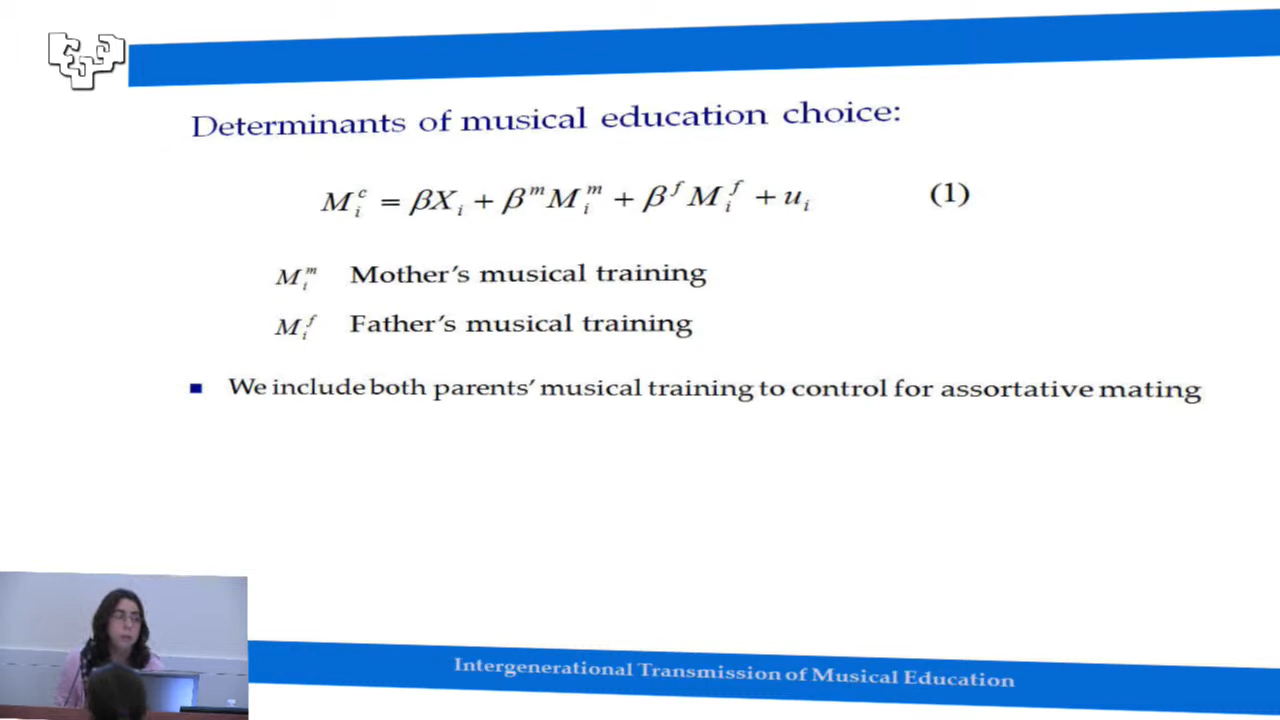 Determinants of musical education choice:
M_i^c = βX_i + β^m M_i^m + β^f M_i^f + u_i (1)
M_i^m Mother's musical training
M_i^f Father's musical training
We include both parents' musical training to control for assortative mating
Intergenerational Transmission of Musical Education